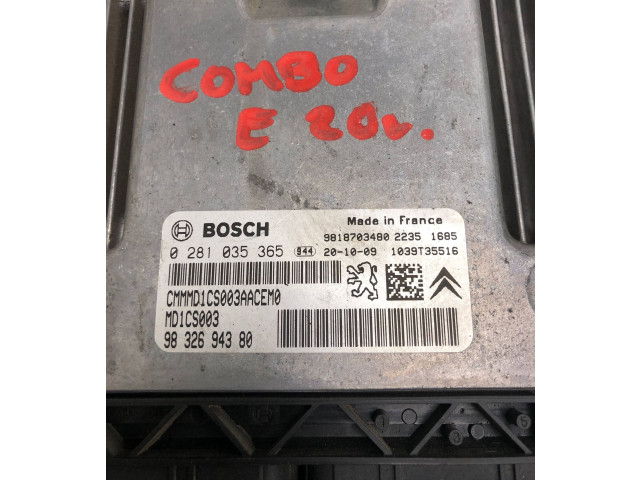 COMBO
E 20v.
BOSCH
Made in France
9818703480 2235 1685
0 281 035 365 944 20-10-09 1039T35516
CMMMD1CS003AACEM0
MD1CS003
98 326 943 80